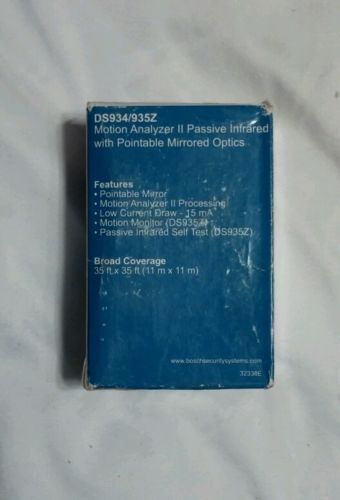 DS934/935Z
Motion Analyzer II Passive Infrared
with Pointable Mirrored Optics
Features
• Pointable Mirror
• Motion Analyzer II Processing
• Low Current Draw - 15 mA
• Motion Monitor (DS935Z)
• Passive Infrared Self Test (DS935Z)
Broad Coverage
35 ft x 35 ft (11 m x 11 m)
www.boschsecuritysystems.com
32338E